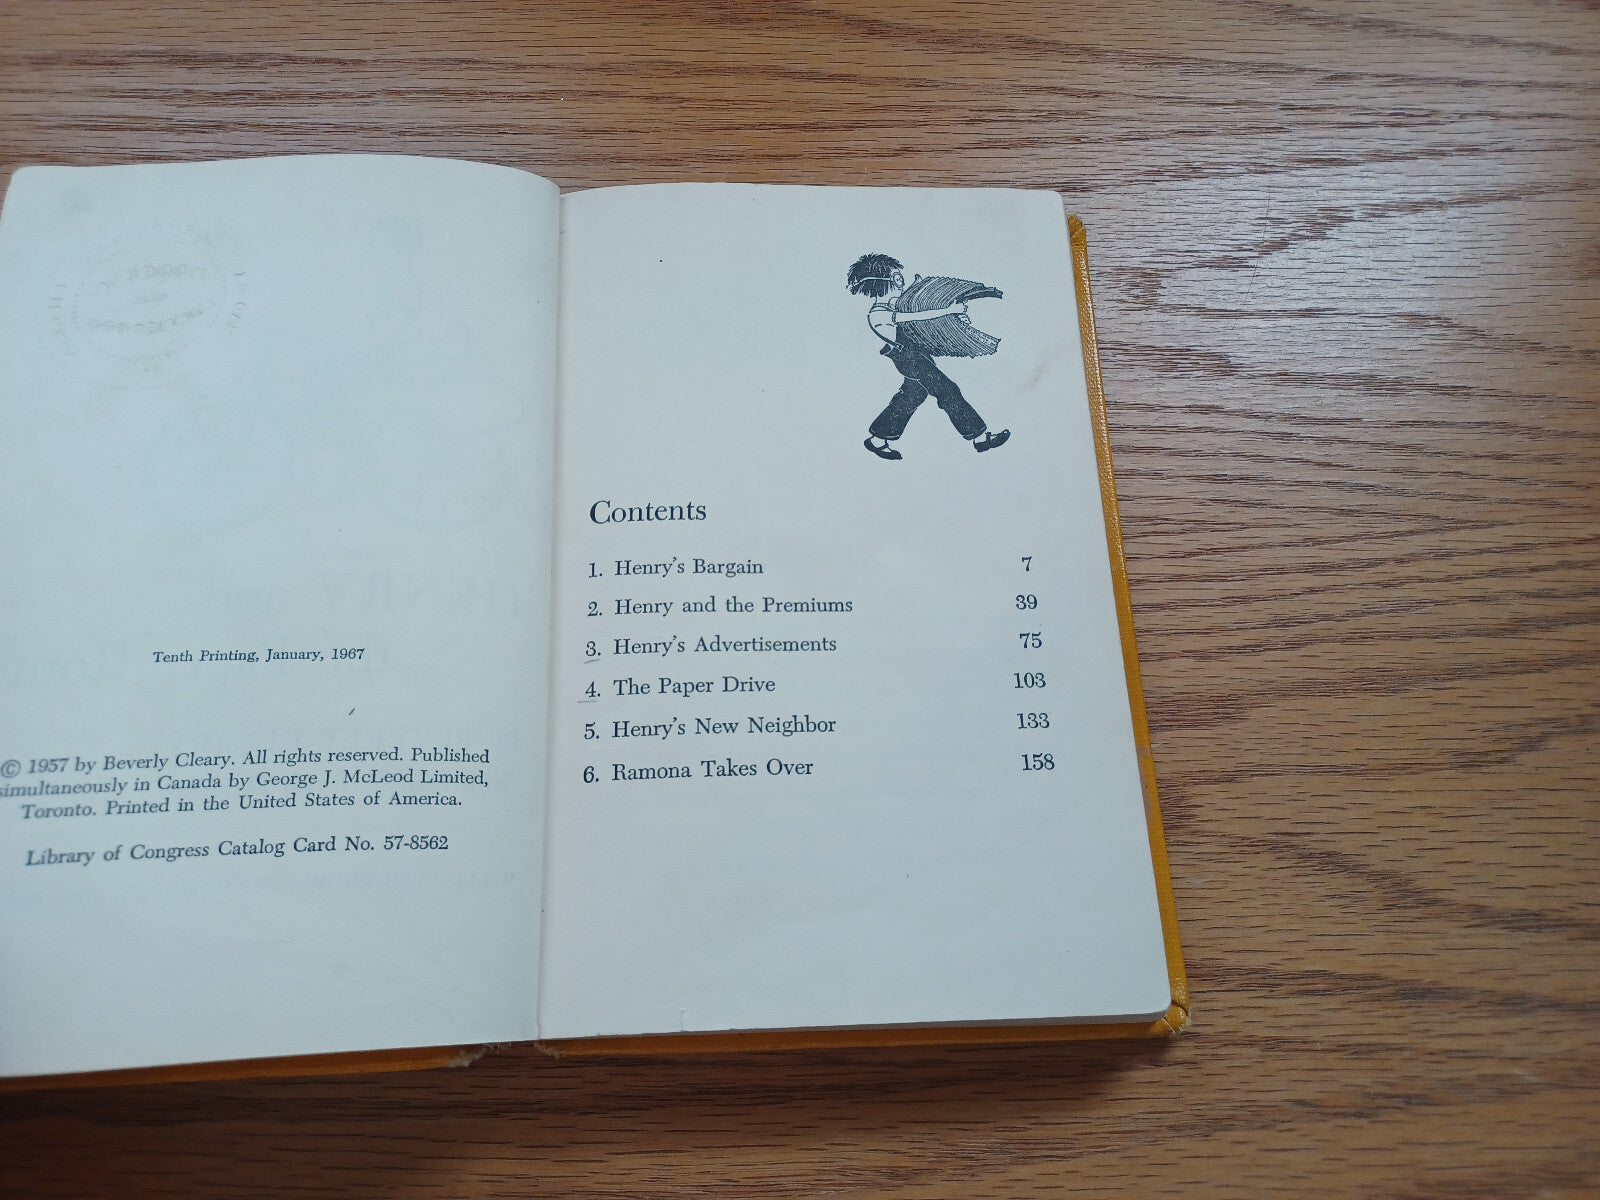 Tenth Printing, January, 1967
© 1957 by Beverly Cleary. All rights reserved. Published
simultaneously in Canada by George J. McLeod Limited,
Toronto. Printed in the United States of America.
Library of Congress Catalog Card No. 57-8562
Contents
1. Henry's Bargain 7
2. Henry and the Premiums 39
3. Henry's Advertisements 75
4. The Paper Drive 103
5. Henry's New Neighbor 133
6. Ramona Takes Over 158